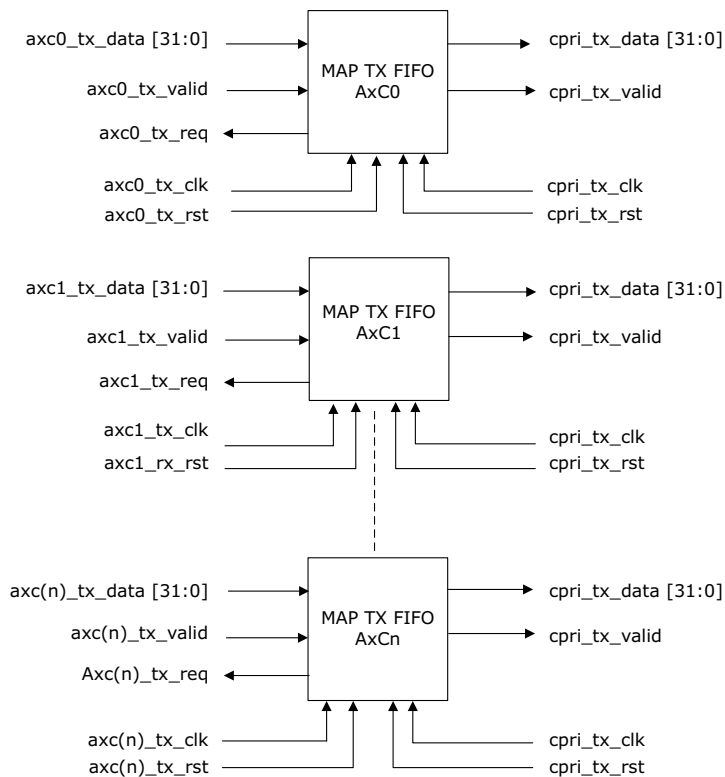 axc0_tx_data [31:0]
cpri_tx_data [31:0]
MAP TX FIFO
AxC0
axc0_tx_valid
cpri_tx_valid
axc0_tx_req
axc0_tx_clk
cpri_tx_clk
axc0_tx_rst
cpri_tx_rst
axc1_tx_data [31:0]
cpri_tx_data [31:0]
MAP TX FIFO
AxC1
axc1_tx_valid
cpri_tx_valid
axc1_tx_req
axc1_tx_clk
cpri_tx_clk
axc1_rx_rst
cpri_tx_rst
axc(n)_tx_data [31:0]
cpri_tx_data [31:0]
MAP TX FIFO
AxCn
axc(n)_tx_valid
cpri_tx_valid
Axc(n)_tx_req
axc(n)_tx_clk
cpri_tx_clk
axc(n)_tx_rst
cpri_tx_rst